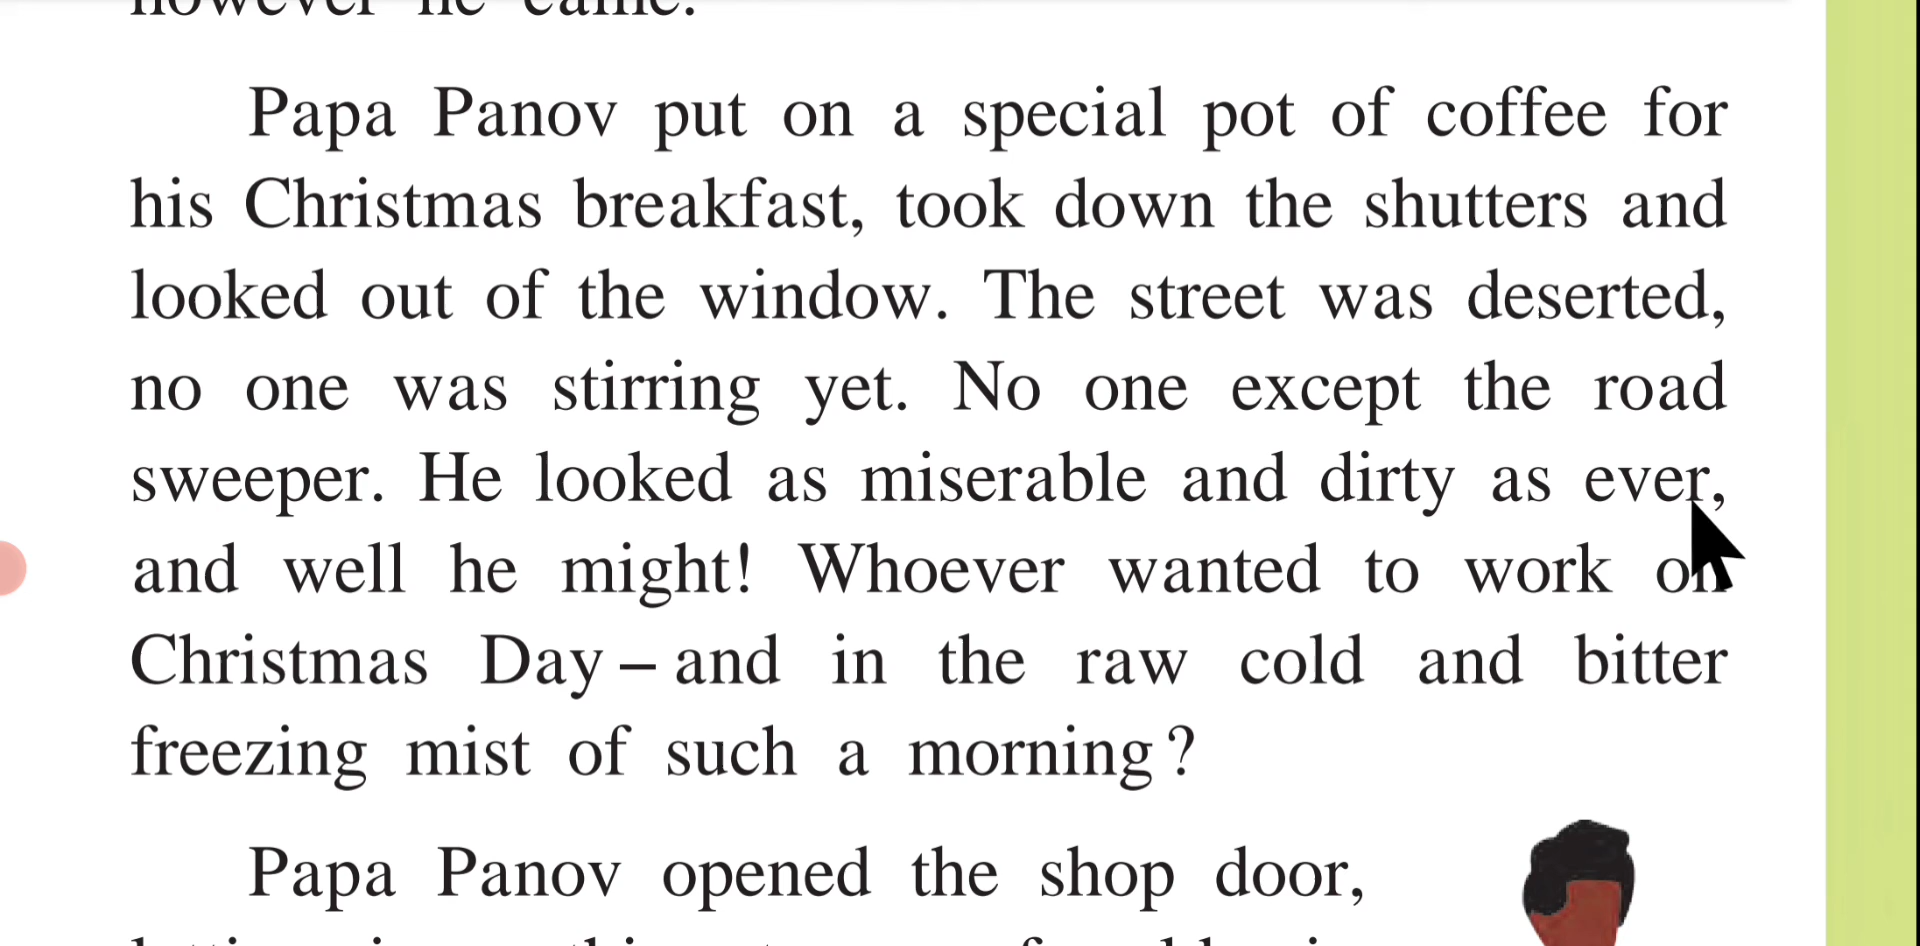 however he came.
Papa Panov put on a special pot of coffee for
his Christmas breakfast, took down the shutters and
looked out of the window. The street was deserted,
no one was stirring yet. No one except the road
sweeper. He looked as miserable and dirty as ever,
and well he might! Whoever wanted to work on
Christmas Day – and in the raw cold and bitter
freezing mist of such a morning ?
Papa Panov opened the shop door,